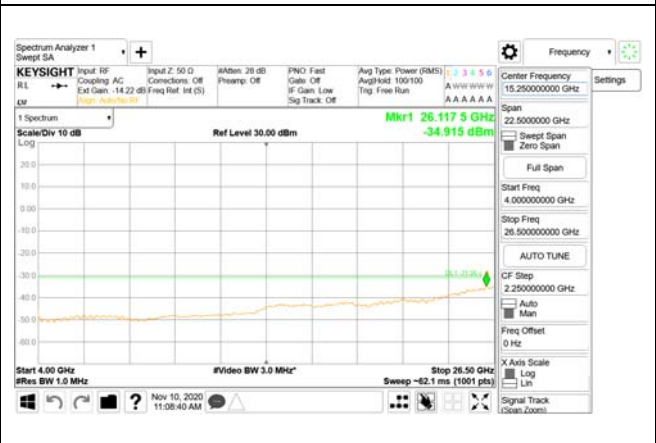 Spectrum Analyzer 1
Swept SA
Frequency
KEYSIGHT
Input: RF
Coupling: AC
Ext Gain: -14.22 dB
Align: Auto/No RF
Input Z: 50 Ω
Corrections: Off
Freq Ref: Int (S)
#Atten: 28 dB
Preamp: Off
PNO: Fast
Gate: Off
IF Gain: Low
Sig Track: Off
Avg Type: Power (RMS)
Avg|Hold: 100/100
Trig: Free Run
1 2 3 4 5 6
A W W W W W
A A A A A A
RL
LXI
Center Frequency
15.250000000 GHz
Settings
Span
22.5000000 GHz
Swept Span
Zero Span
Full Span
Start Freq
4.000000000 GHz
Stop Freq
26.500000000 GHz
AUTO TUNE
CF Step
2.250000000 GHz
Auto
Man
Freq Offset
0 Hz
X Axis Scale
Log
Lin
Signal Track
(Span Zoom)
1 Spectrum
Scale/Div 10 dB
Ref Level 30.00 dBm
Mkr1 26.117 5 GHz
-34.915 dBm
Log
20.0
10.0
0.00
-10.0
-20.0
-30.0
-40.0
-50.0
-60.0
Start 4.00 GHz
#Res BW 1.0 MHz
#Video BW 3.0 MHz*
Stop 26.50 GHz
Sweep ~62.1 ms (1001 pts)
?
Nov 10, 2020
11:08:40 AM